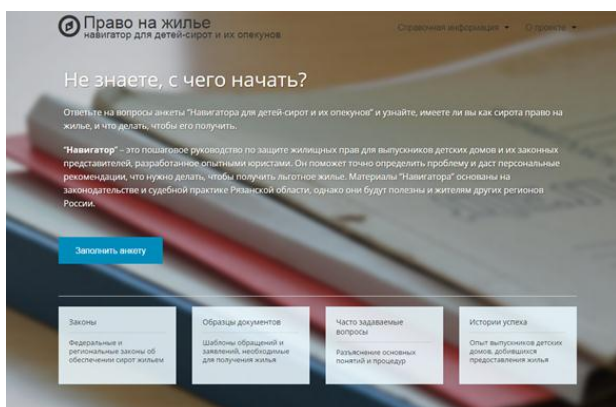 Право на жилье
навигатор для детей-сирот и их опекунов
Справочная информация
О проекте
Не знаете, с чего начать?
Ответьте на вопросы анкеты "Навигатора для детей-сирот и их опекунов" и узнайте, имеете ли вы как сирота право на
жилье, и что делать, чтобы его получить.
"Навигатор" – это пошаговое руководство по защите жилищных прав для выпускников детских домов и их законных
представителей, разработанное опытными юристами. Он поможет точно определить проблему и даст персональные
рекомендации, что нужно делать, чтобы получить льготное жилье. Материалы "Навигатора" основаны на
законодательстве и судебной практике Рязанской области, однако они будут полезны и жителям других регионов
России.
Заполнить анкету
Законы
Федеральные и
региональные законы об
обеспечении сирот жильем
Образцы документов
Шаблоны обращений и
заявлений, необходимые
для получения жилья
Часто задаваемые
вопросы
Разъяснение основных
понятий и процедур
Истории успеха
Опыт выпускников детских
домов, добившихся
предоставления жилья